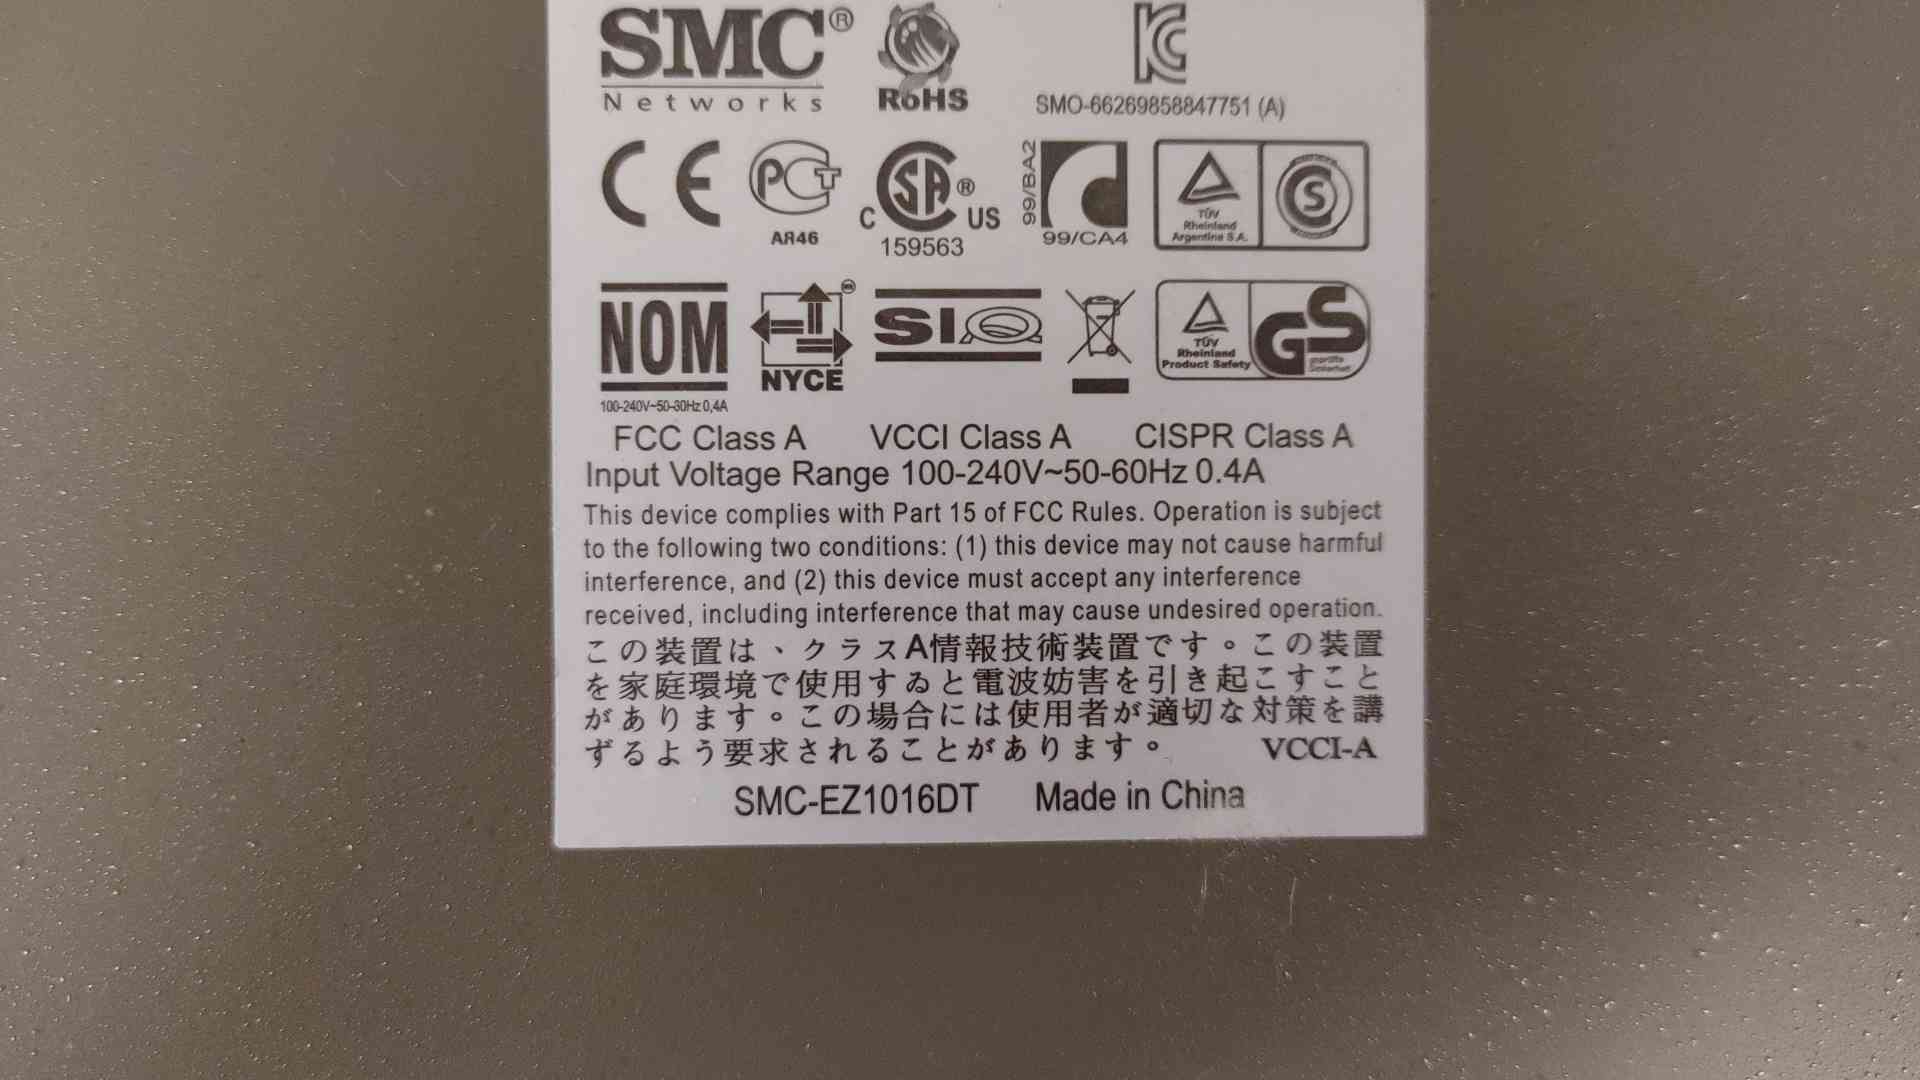 SMC®
Networks
RoHS
SMO-66269858847751 (A)
CE
PCT
AR46
CSA®
C US
159563
99/BA2
99/CA4
TÜV
Rheinland
Argentina S.A.
S
NOM
100-240V~50-30Hz 0,4A
NYCE
SIQ
TÜV
Rheinland
Product Safety
GS
geprüfte
Sicherheit
FCC Class A VCCI Class A CISPR Class A
Input Voltage Range 100-240V~50-60Hz 0.4A
This device complies with Part 15 of FCC Rules. Operation is subject
to the following two conditions: (1) this device may not cause harmful
interference, and (2) this device must accept any interference
received, including interference that may cause undesired operation.
この装置は、クラスA情報技術装置です。この装置
を家庭環境で使用すゐと電波妨害を引き起こすこと
があります。この場合には使用者が適切な対策を講
ずるよう要求されることがあります。 VCCI-A
SMC-EZ1016DT Made in China